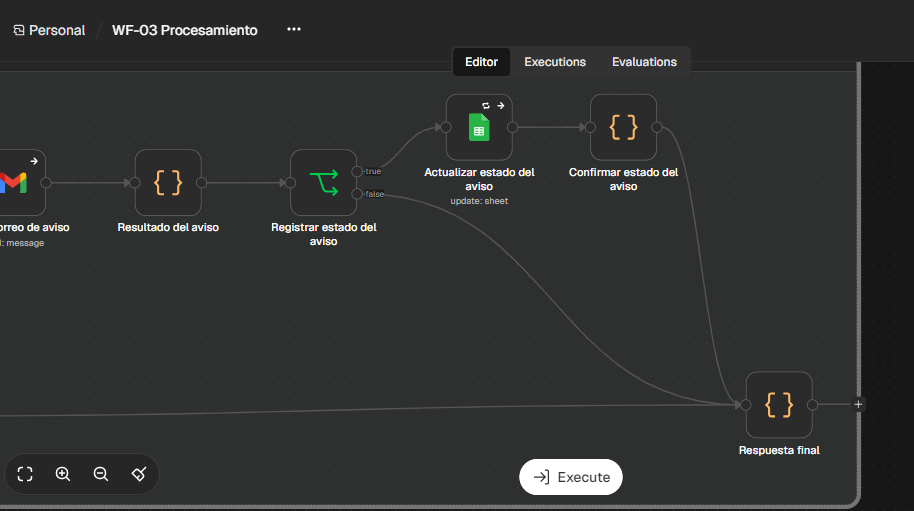 Personal / WF-03 Procesamiento ...
Editor Executions Evaluations
true
false
Actualizar estado del
aviso
update: sheet
Confirmar estado del
aviso
orreo de aviso
l: message
Resultado del aviso
Registrar estado del
aviso
Respuesta final
Execute